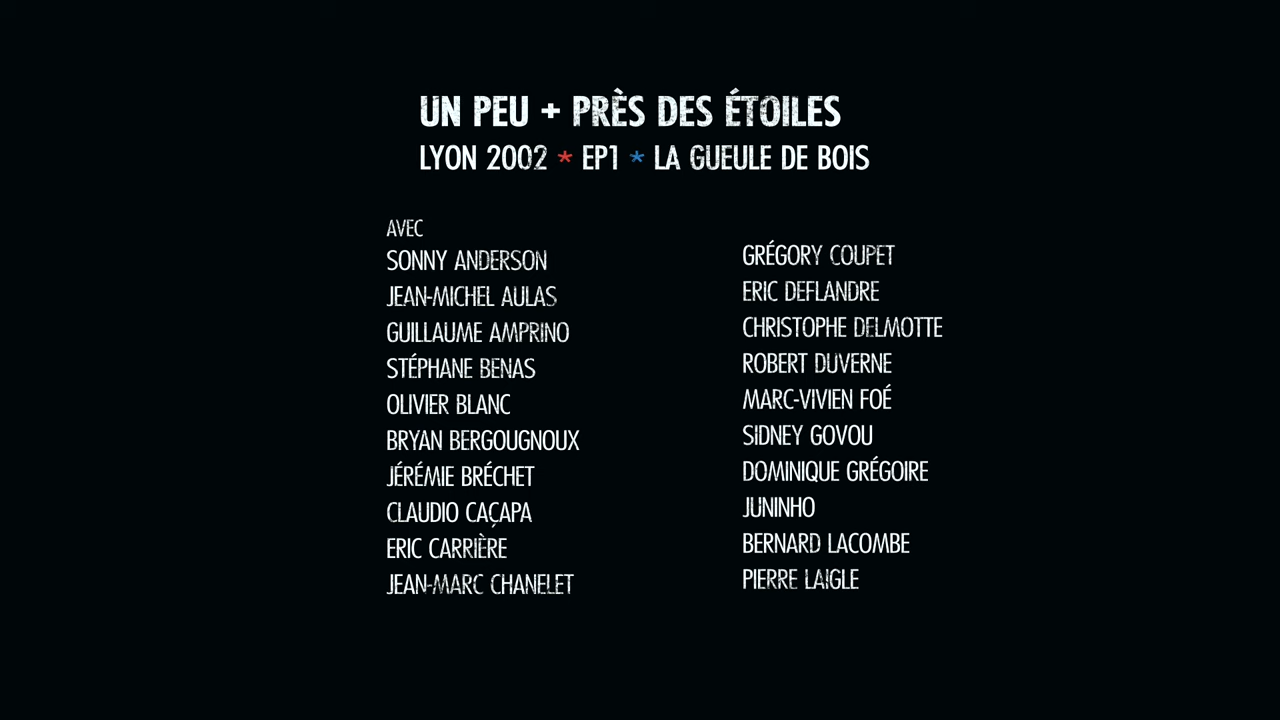 UN PEU + PRÈS DES ÉTOILES
LYON 2002 * EP1 * LA GUEULE DE BOIS
AVEC
SONNY ANDERSON
JEAN-MICHEL AULAS
GUILLAUME AMPRINO
STÉPHANE BENAS
OLIVIER BLANC
BRYAN BERGOUGNOUX
JÉRÉMIE BRÉCHET
CLAUDIO CAÇAPA
ERIC CARRIÈRE
JEAN-MARC CHANELET
GRÉGORY COUPET
ERIC DEFLANDRE
CHRISTOPHE DELMOTTE
ROBERT DUVERNE
MARC-VIVIEN FOÉ
SIDNEY GOVOU
DOMINIQUE GRÉGOIRE
JUNINHO
BERNARD LACOMBE
PIERRE LAIGLE